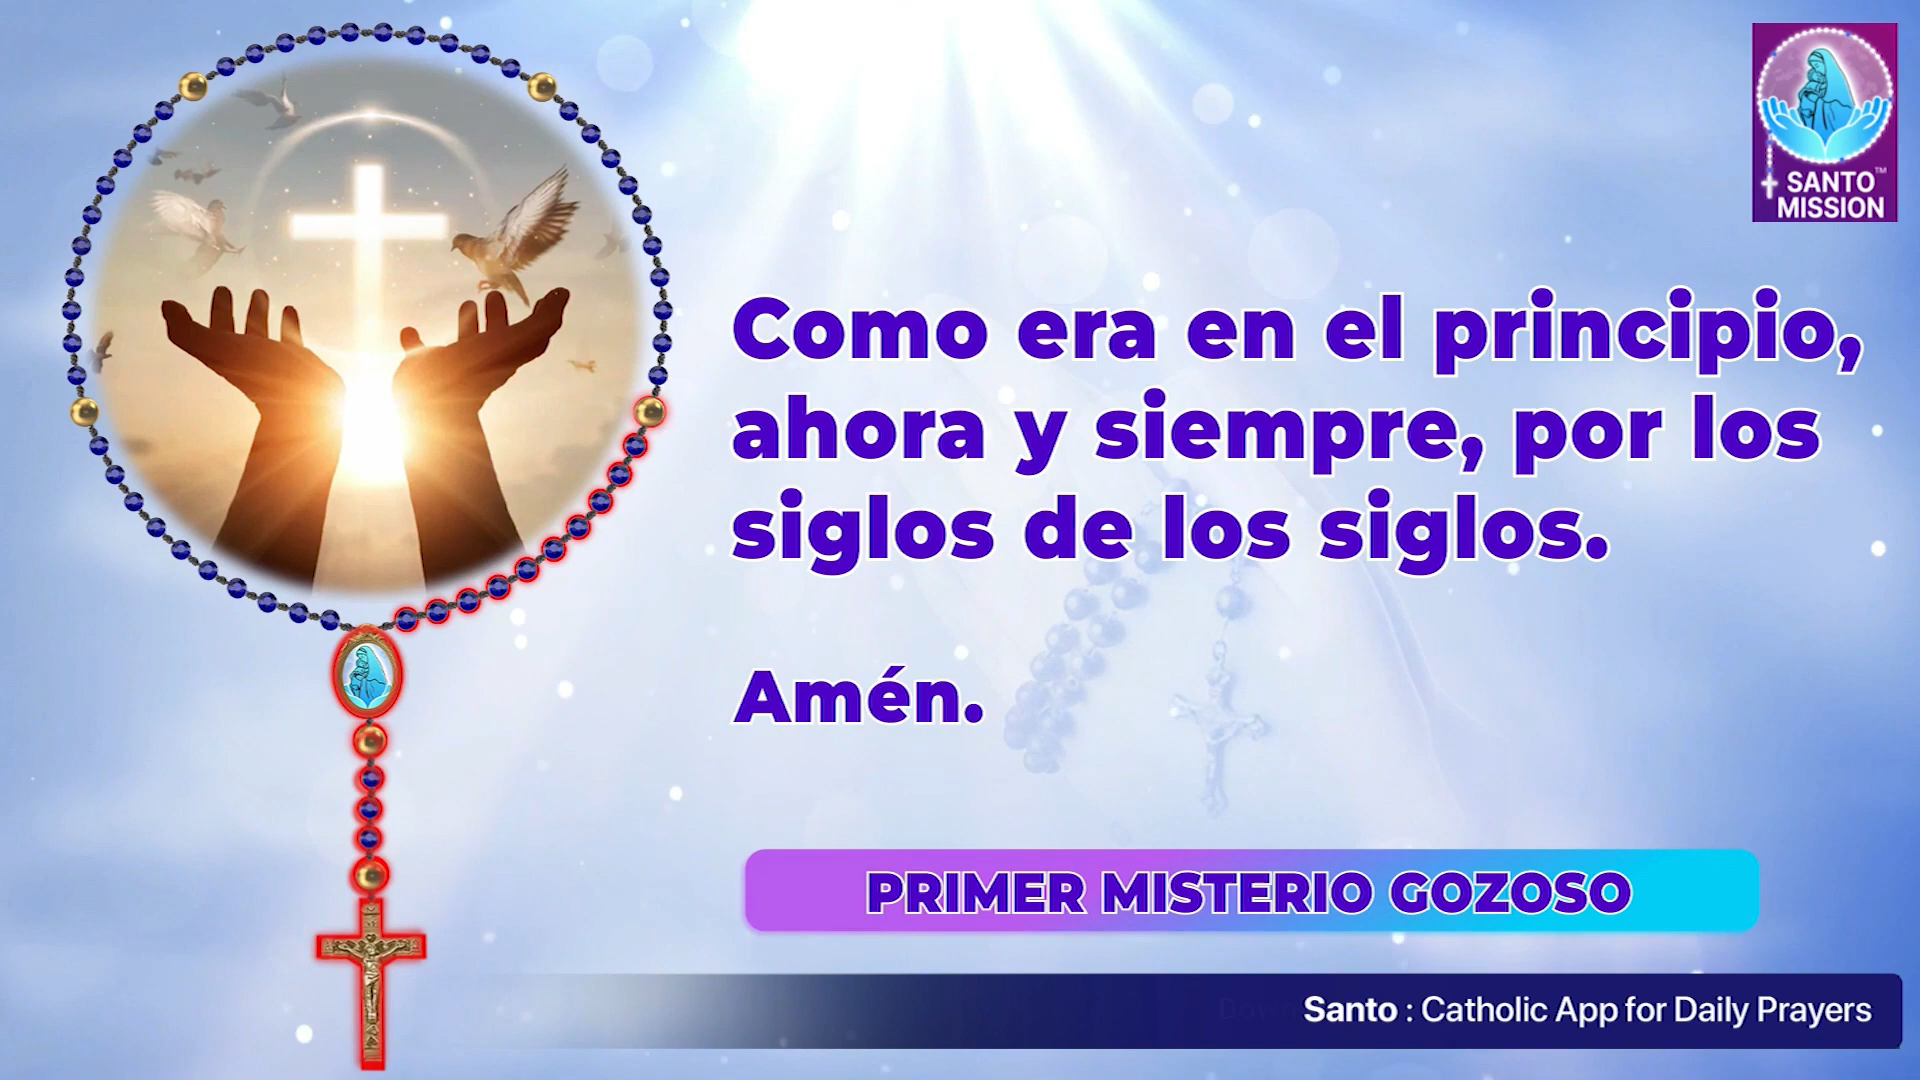 SANTO™
MISSION
Como era en el principio,
ahora y siempre, por los
siglos de los siglos.
Amén.
PRIMER MISTERIO GOZOSO
Santo : Catholic App for Daily Prayers